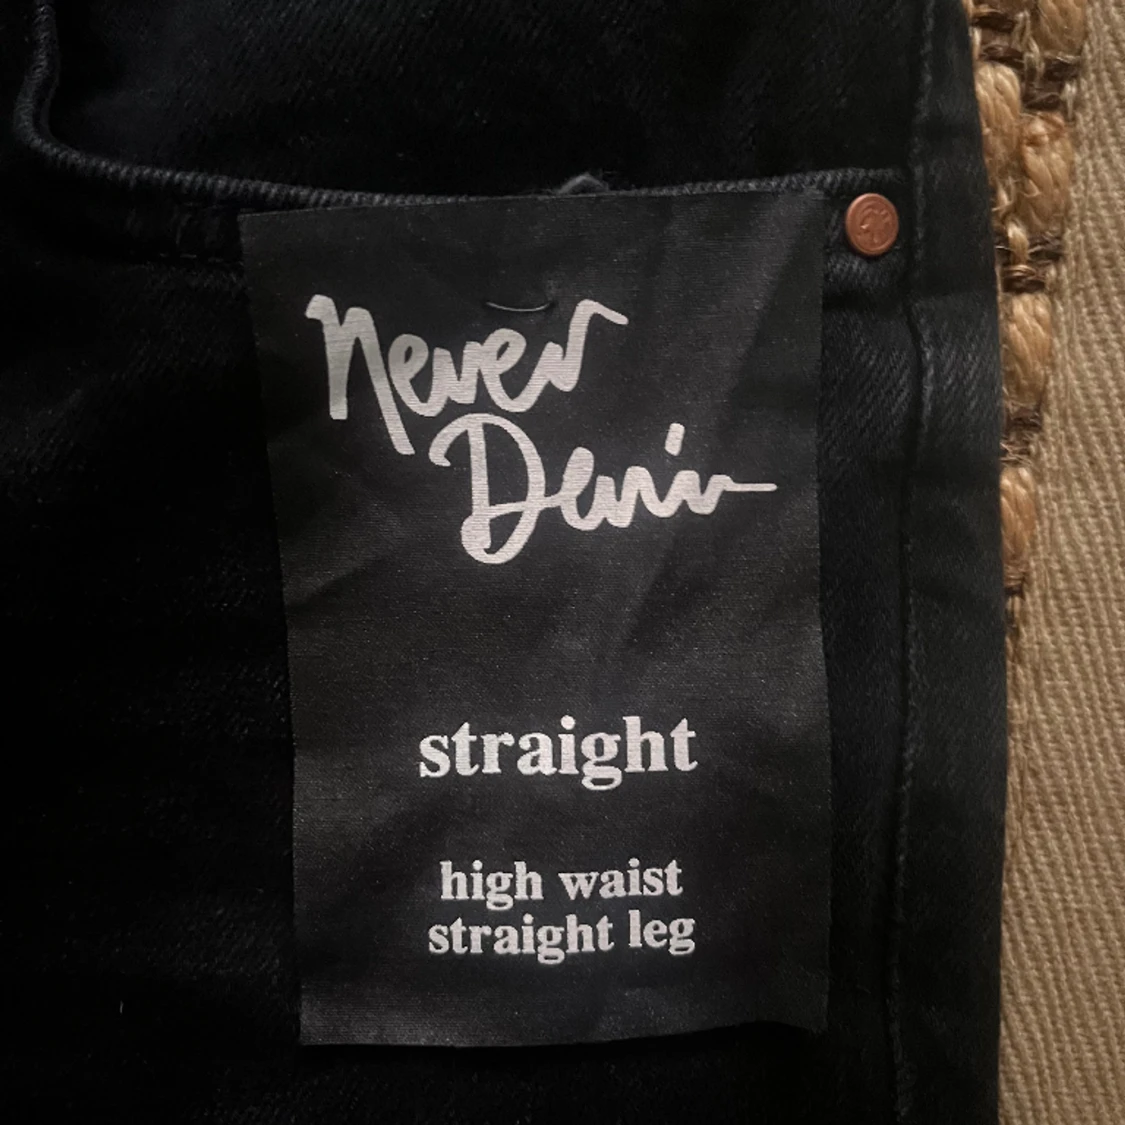 Never
Denim
straight
high waist
straight leg